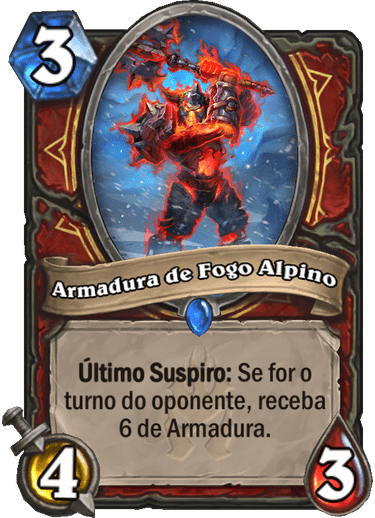 3
Armadura de Fogo Alpino
Último Suspiro: Se for o
turno do oponente, receba
6 de Armadura.
4
3